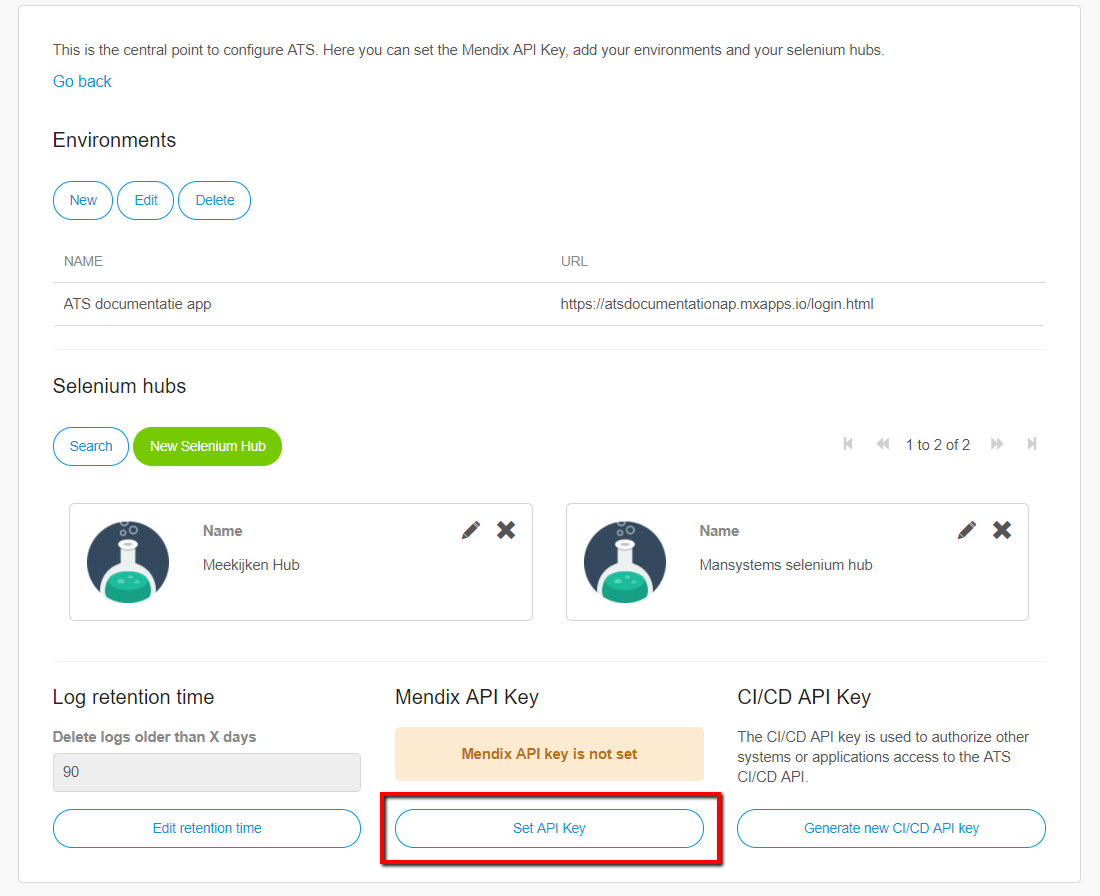 This is the central point to configure ATS. Here you can set the Mendix API Key, add your environments and your selenium hubs.
Go back
Environments
New Edit Delete
NAME URL
ATS documentatie app https://atsdocumentationap.mxapps.io/login.html
Selenium hubs
Search New Selenium Hub 1 to 2 of 2
Name Name
Meekijken Hub Mansystems selenium hub
Log retention time
Delete logs older than X days
90
Edit retention time
Mendix API Key
Mendix API key is not set
Set API Key
CI/CD API Key
The CI/CD API key is used to authorize other
systems or applications access to the ATS
CI/CD API.
Generate new CI/CD API key